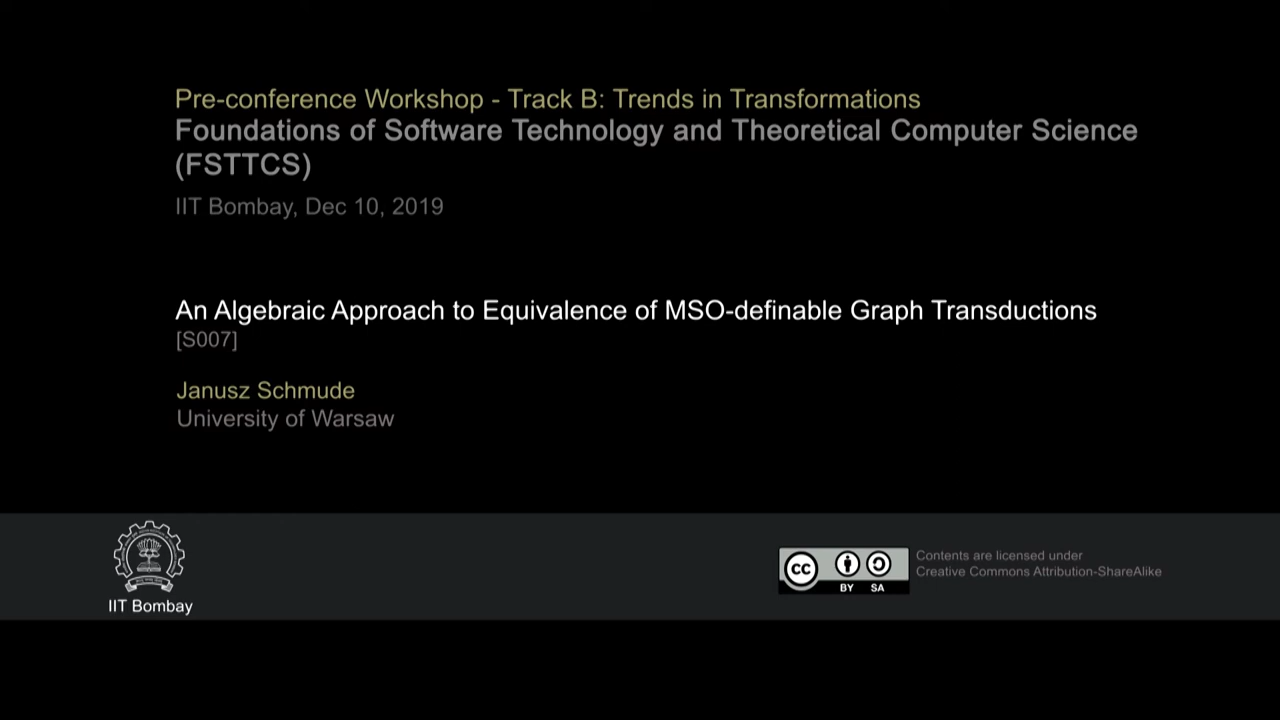 Pre-conference Workshop - Track B: Trends in Transformations
Foundations of Software Technology and Theoretical Computer Science
(FSTTCS)
IIT Bombay, Dec 10, 2019
An Algebraic Approach to Equivalence of MSO-definable Graph Transductions
[S007]
Janusz Schmude
University of Warsaw
IIT Bombay
cc
BY SA
Contents are licensed under
Creative Commons Attribution-ShareAlike